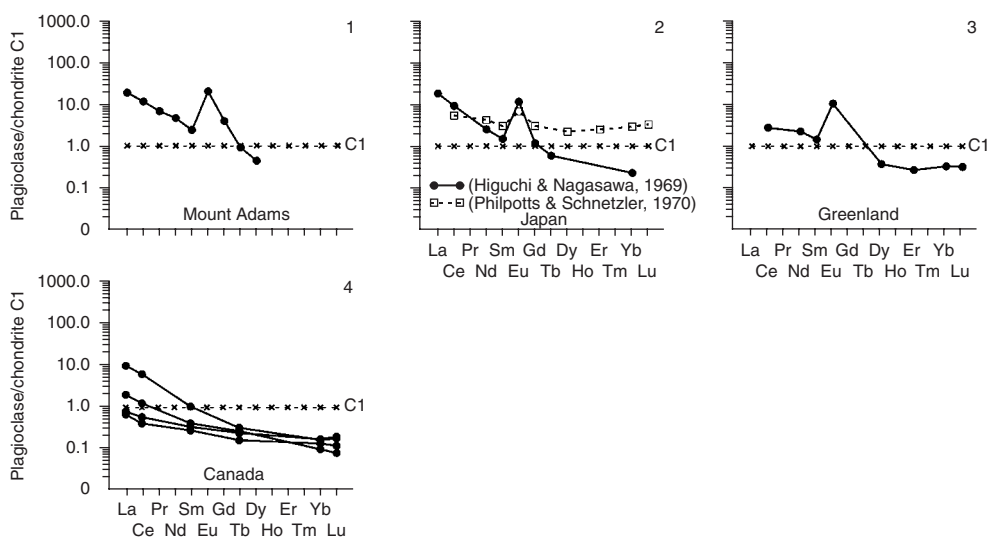 Plagioclase/chondrite C1
1000.0
100.0
10.0
1.0
0.1
0
1
C1
Mount Adams
2
C1
(Higuchi & Nagasawa, 1969)
(Philpotts & Schnetzler, 1970)
Japan
La Pr Sm Gd Dy Er Yb
Ce Nd Eu Tb Ho Tm Lu
3
C1
Greenland
La Pr Sm Gd Dy Er Yb
Ce Nd Eu Tb Ho Tm Lu
Plagioclase/chondrite C1
1000.0
100.0
10.0
1.0
0.1
0
4
C1
Canada
La Pr Sm Gd Dy Er Yb
Ce Nd Eu Tb Ho Tm Lu